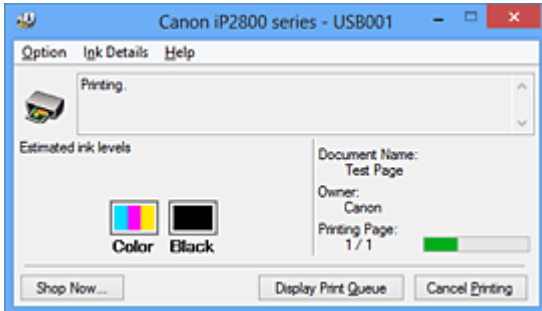 Canon iP2800 series - USB001
Option Ink Details Help
Printing.
Estimated ink levels
Document Name:
Test Page
Owner:
Canon
Printing Page:
1 / 1
Color Black
Shop Now... Display Print Queue Cancel Printing